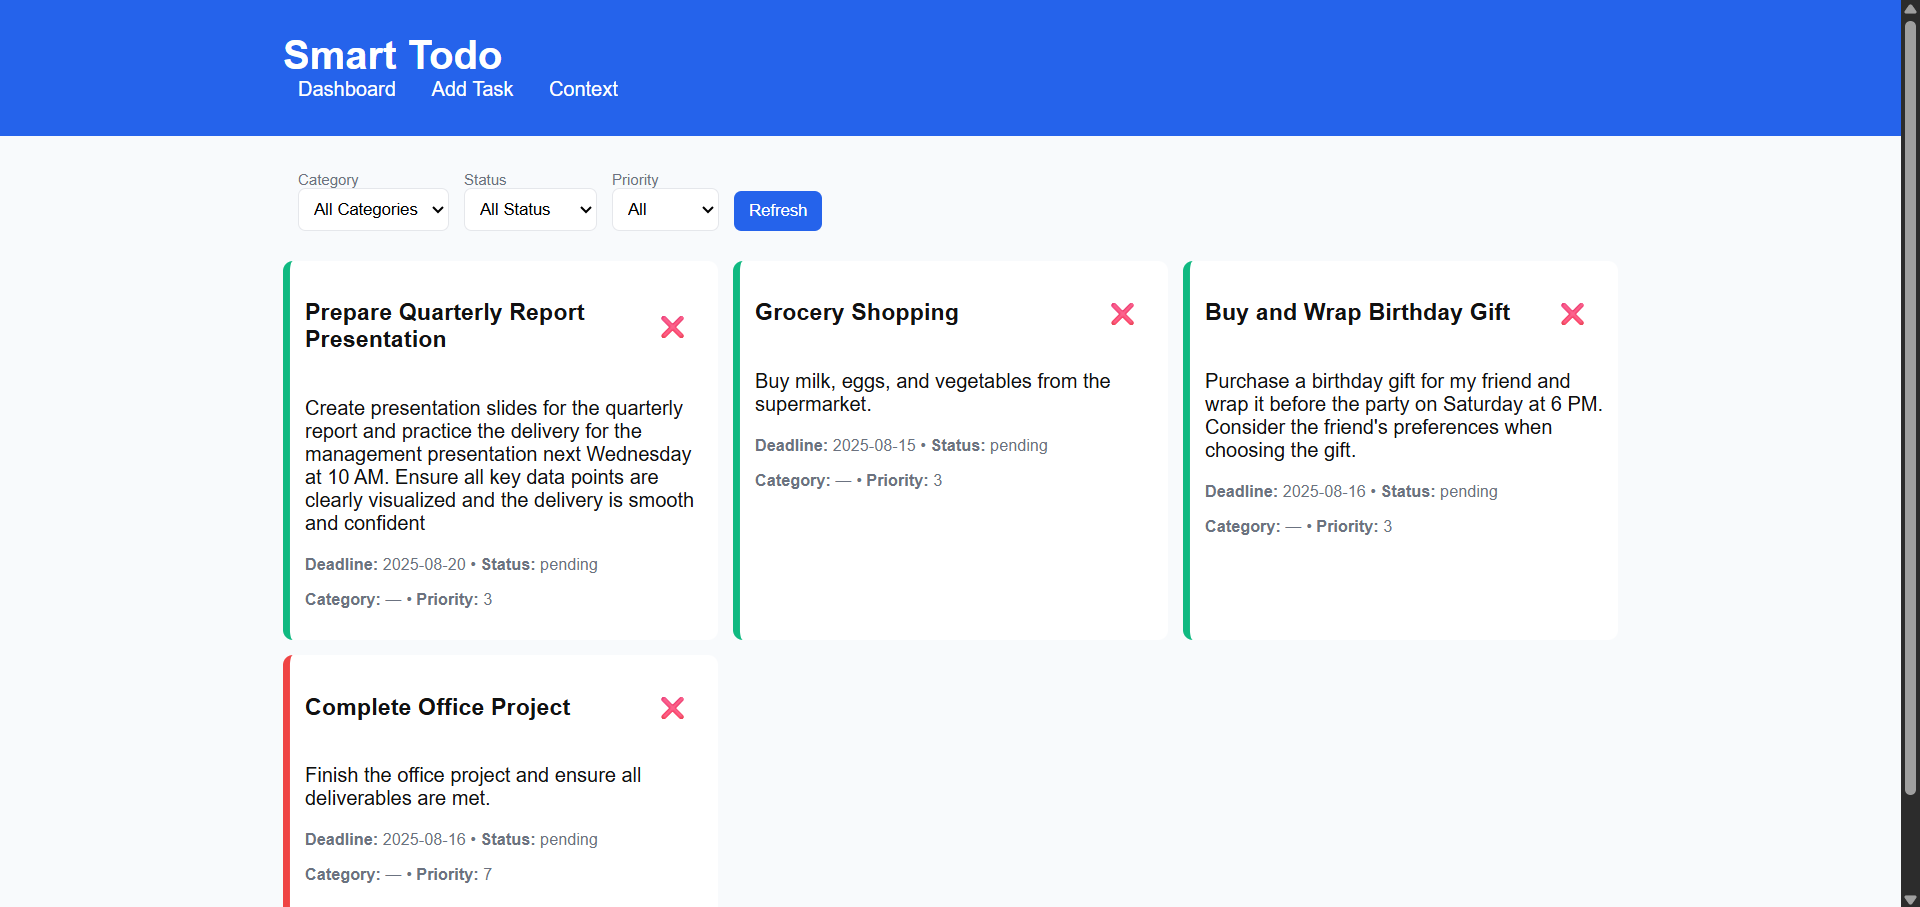 Smart Todo
Dashboard Add Task Context
Category Status Priority
All Categories All Status All Refresh
Prepare Quarterly Report
Presentation
Create presentation slides for the quarterly
report and practice the delivery for the
management presentation next Wednesday
at 10 AM. Ensure all key data points are
clearly visualized and the delivery is smooth
and confident
Deadline: 2025-08-20 • Status: pending
Category: — • Priority: 3
Grocery Shopping
Buy milk, eggs, and vegetables from the
supermarket.
Deadline: 2025-08-15 • Status: pending
Category: — • Priority: 3
Buy and Wrap Birthday Gift
Purchase a birthday gift for my friend and
wrap it before the party on Saturday at 6 PM.
Consider the friend's preferences when
choosing the gift.
Deadline: 2025-08-16 • Status: pending
Category: — • Priority: 3
Complete Office Project
Finish the office project and ensure all
deliverables are met.
Deadline: 2025-08-16 • Status: pending
Category: — • Priority: 7